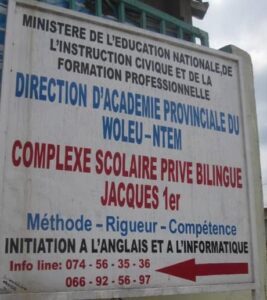 MINISTERE DE L'EDUCATION NATIONALE, DE
L'INSTRUCTION CIVIQUE ET DE LA
FORMATION PROFESSIONNELLE
DIRECTION D'ACADEMIE PROVINCIALE DU
WOLEU-NTEM
COMPLEXE SCOLAIRE PRIVE BILINGUE
JACQUES 1er
Méthode - Rigueur - Compétence
INITIATION A L'ANGLAIS ET A L'INFORMATIQUE
Info line: 074 - 56 - 35 - 36
066 - 92 - 56 - 97